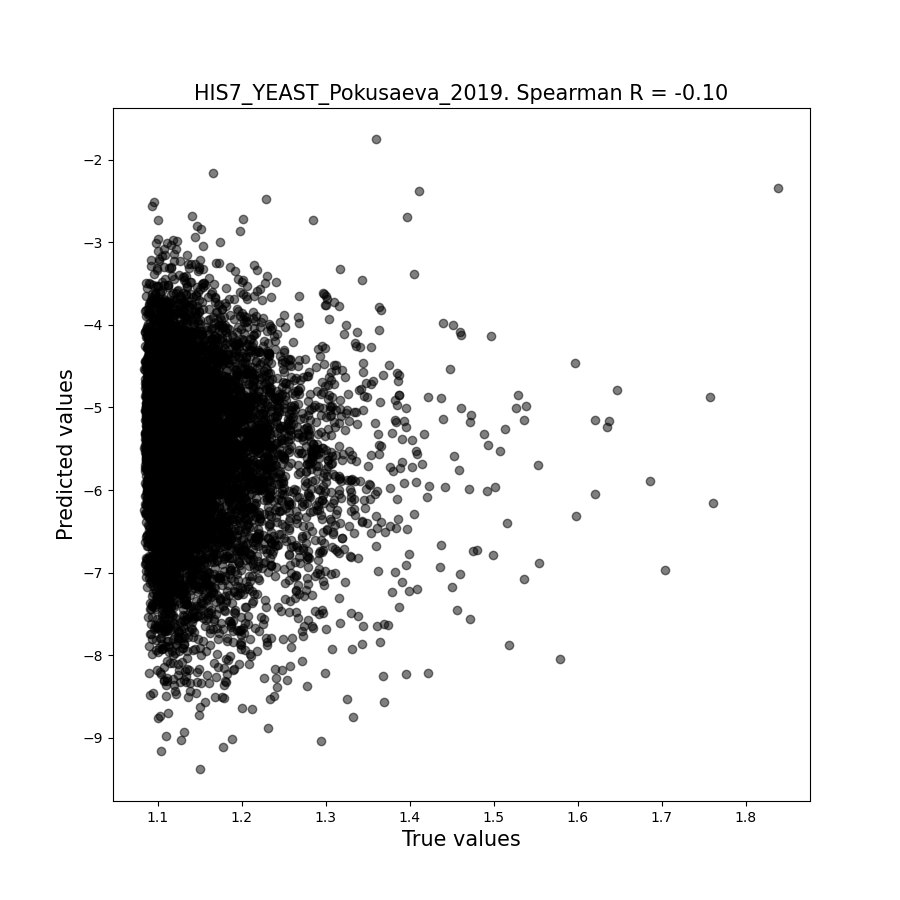 HIS7_YEAST_Pokusaeva_2019. Spearman R = -0.10
Predicted values
−2
−3
−4
−5
−6
−7
−8
−9
1.1 1.2 1.3 1.4 1.5 1.6 1.7 1.8
True values